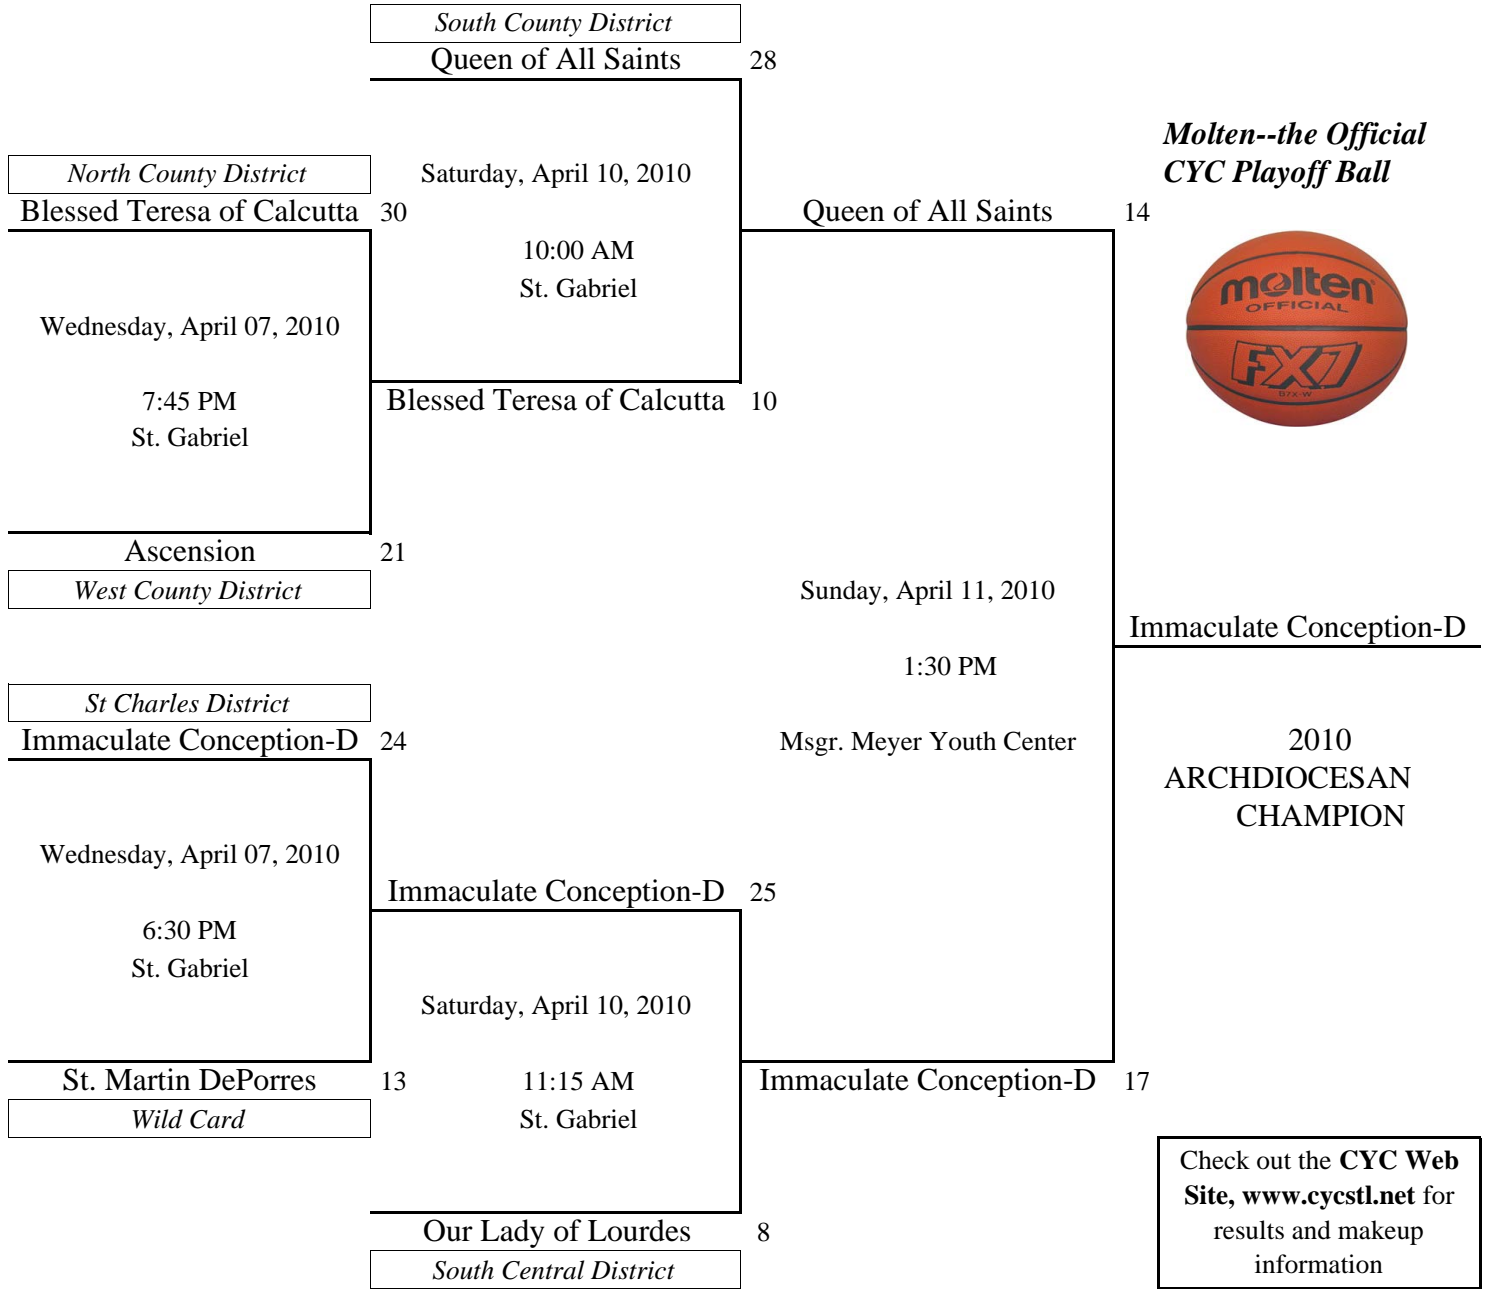 South County District
Queen of All Saints 28
Molten--the Official
CYC Playoff Ball
North County District
Saturday, April 10, 2010
Blessed Teresa of Calcutta 30
Queen of All Saints 14
10:00 AM
St. Gabriel
molten
OFFICIAL
FX7
B7X-W
Wednesday, April 07, 2010
7:45 PM
St. Gabriel
Blessed Teresa of Calcutta 10
Ascension 21
West County District
Sunday, April 11, 2010
1:30 PM
Msgr. Meyer Youth Center
Immaculate Conception-D
2010
ARCHDIOCESAN
CHAMPION
St Charles District
Immaculate Conception-D 24
Wednesday, April 07, 2010
6:30 PM
St. Gabriel
Immaculate Conception-D 25
Saturday, April 10, 2010
11:15 AM
St. Gabriel
St. Martin DePorres 13
Wild Card
Immaculate Conception-D 17
Our Lady of Lourdes 8
South Central District
Check out the CYC Web
Site, www.cycstl.net for
results and makeup
information